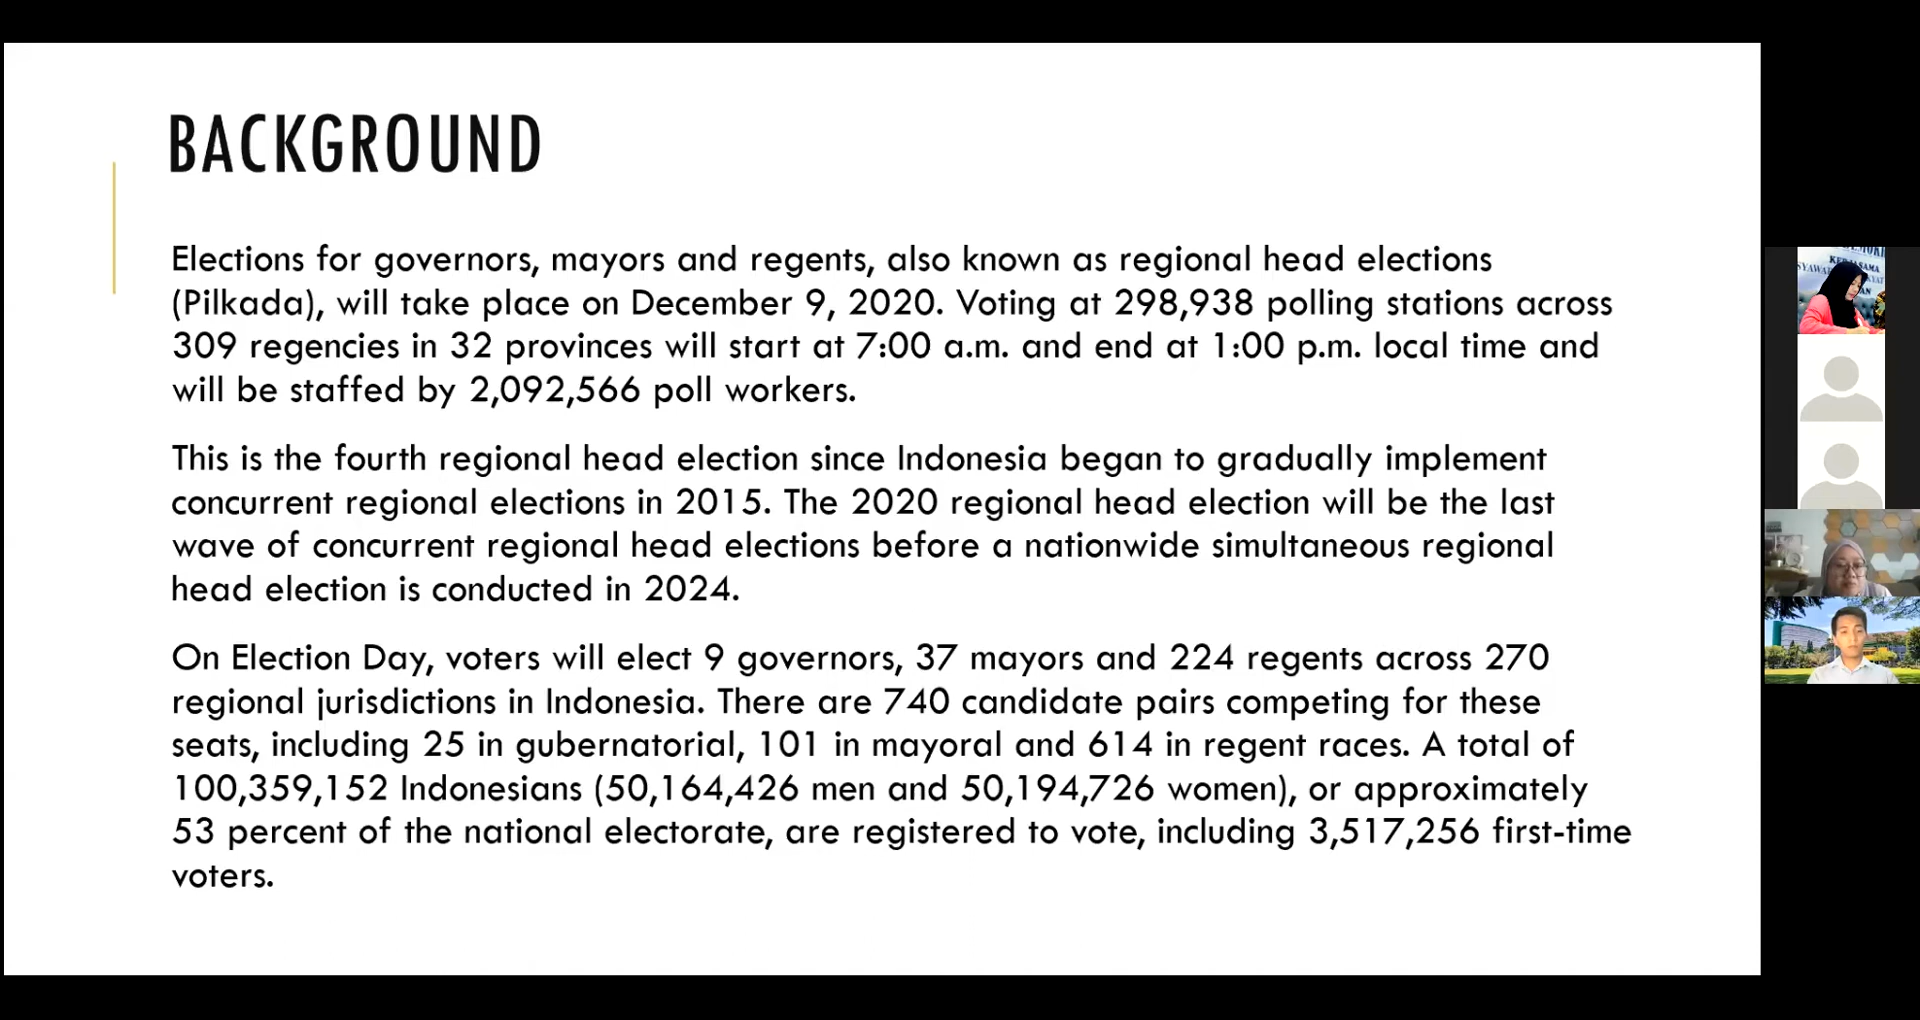 BACKGROUND
Elections for governors, mayors and regents, also known as regional head elections
(Pilkada), will take place on December 9, 2020. Voting at 298,938 polling stations across
309 regencies in 32 provinces will start at 7:00 a.m. and end at 1:00 p.m. local time and
will be staffed by 2,092,566 poll workers.
This is the fourth regional head election since Indonesia began to gradually implement
concurrent regional elections in 2015. The 2020 regional head election will be the last
wave of concurrent regional head elections before a nationwide simultaneous regional
head election is conducted in 2024.
On Election Day, voters will elect 9 governors, 37 mayors and 224 regents across 270
regional jurisdictions in Indonesia. There are 740 candidate pairs competing for these
seats, including 25 in gubernatorial, 101 in mayoral and 614 in regent races. A total of
100,359,152 Indonesians (50,164,426 men and 50,194,726 women), or approximately
53 percent of the national electorate, are registered to vote, including 3,517,256 first-time
voters.